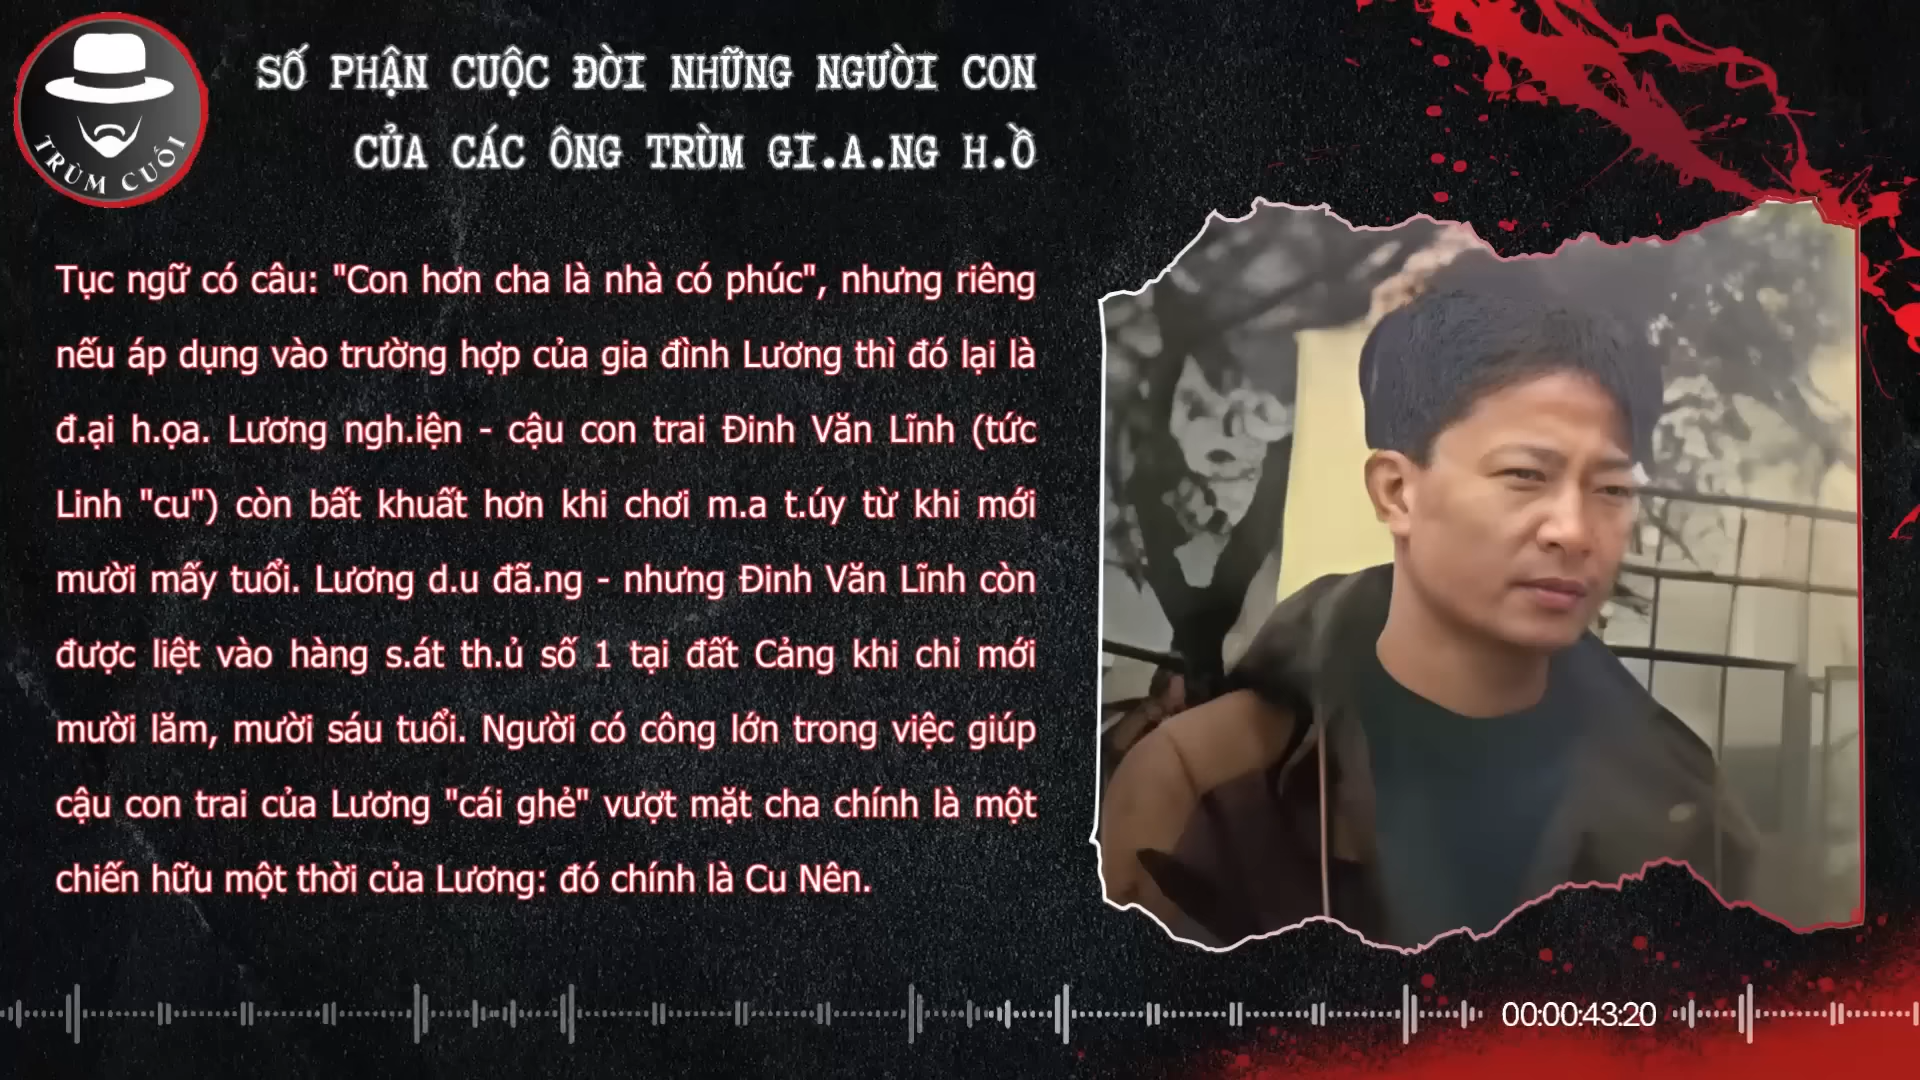 TRÙM CUỐI
SỐ PHẬN CUỘC ĐỜI NHỮNG NGƯỜI CON
CỦA CÁC ÔNG TRÙM GI.A.NG H.Ồ
Tục ngữ có câu: "Con hơn cha là nhà có phúc", nhưng riêng
nếu áp dụng vào trường hợp của gia đình Lương thì đó lại là
đ.ại h.ọa. Lương ngh.iện - cậu con trai Đinh Văn Lĩnh (tức
Linh "cu") còn bất khuất hơn khi chơi m.a t.úy từ khi mới
mười mấy tuổi. Lương d.u đã.ng - nhưng Đinh Văn Lĩnh còn
được liệt vào hàng s.át th.ủ số 1 tại đất Cảng khi chỉ mới
mười lăm, mười sáu tuổi. Người có công lớn trong việc giúp
cậu con trai của Lương "cái ghẻ" vượt mặt cha chính là một
chiến hữu một thời của Lương: đó chính là Cu Nên.
00:00:43:20